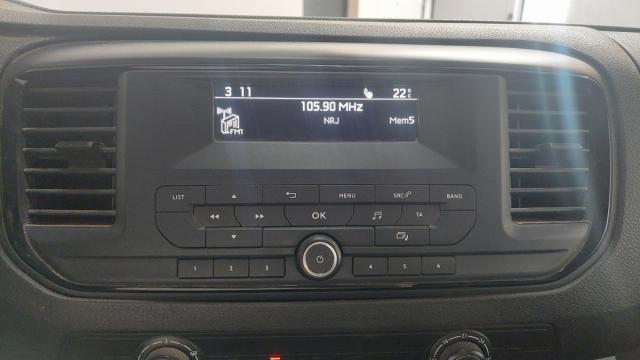 3 11 22°C
105.90 MHz
NRJ Mem5
FM1
LIST MENU SRC BAND
OK TA
1 2 3 4 5 6